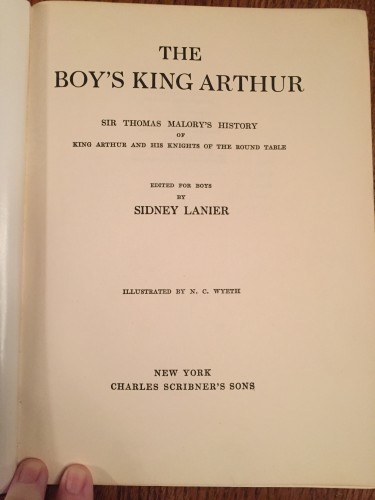 THE
BOY'S KING ARTHUR
SIR THOMAS MALORY'S HISTORY
OF
KING ARTHUR AND HIS KNIGHTS OF THE ROUND TABLE
EDITED FOR BOYS
BY
SIDNEY LANIER
ILLUSTRATED BY N. C. WYETH
NEW YORK
CHARLES SCRIBNER'S SONS